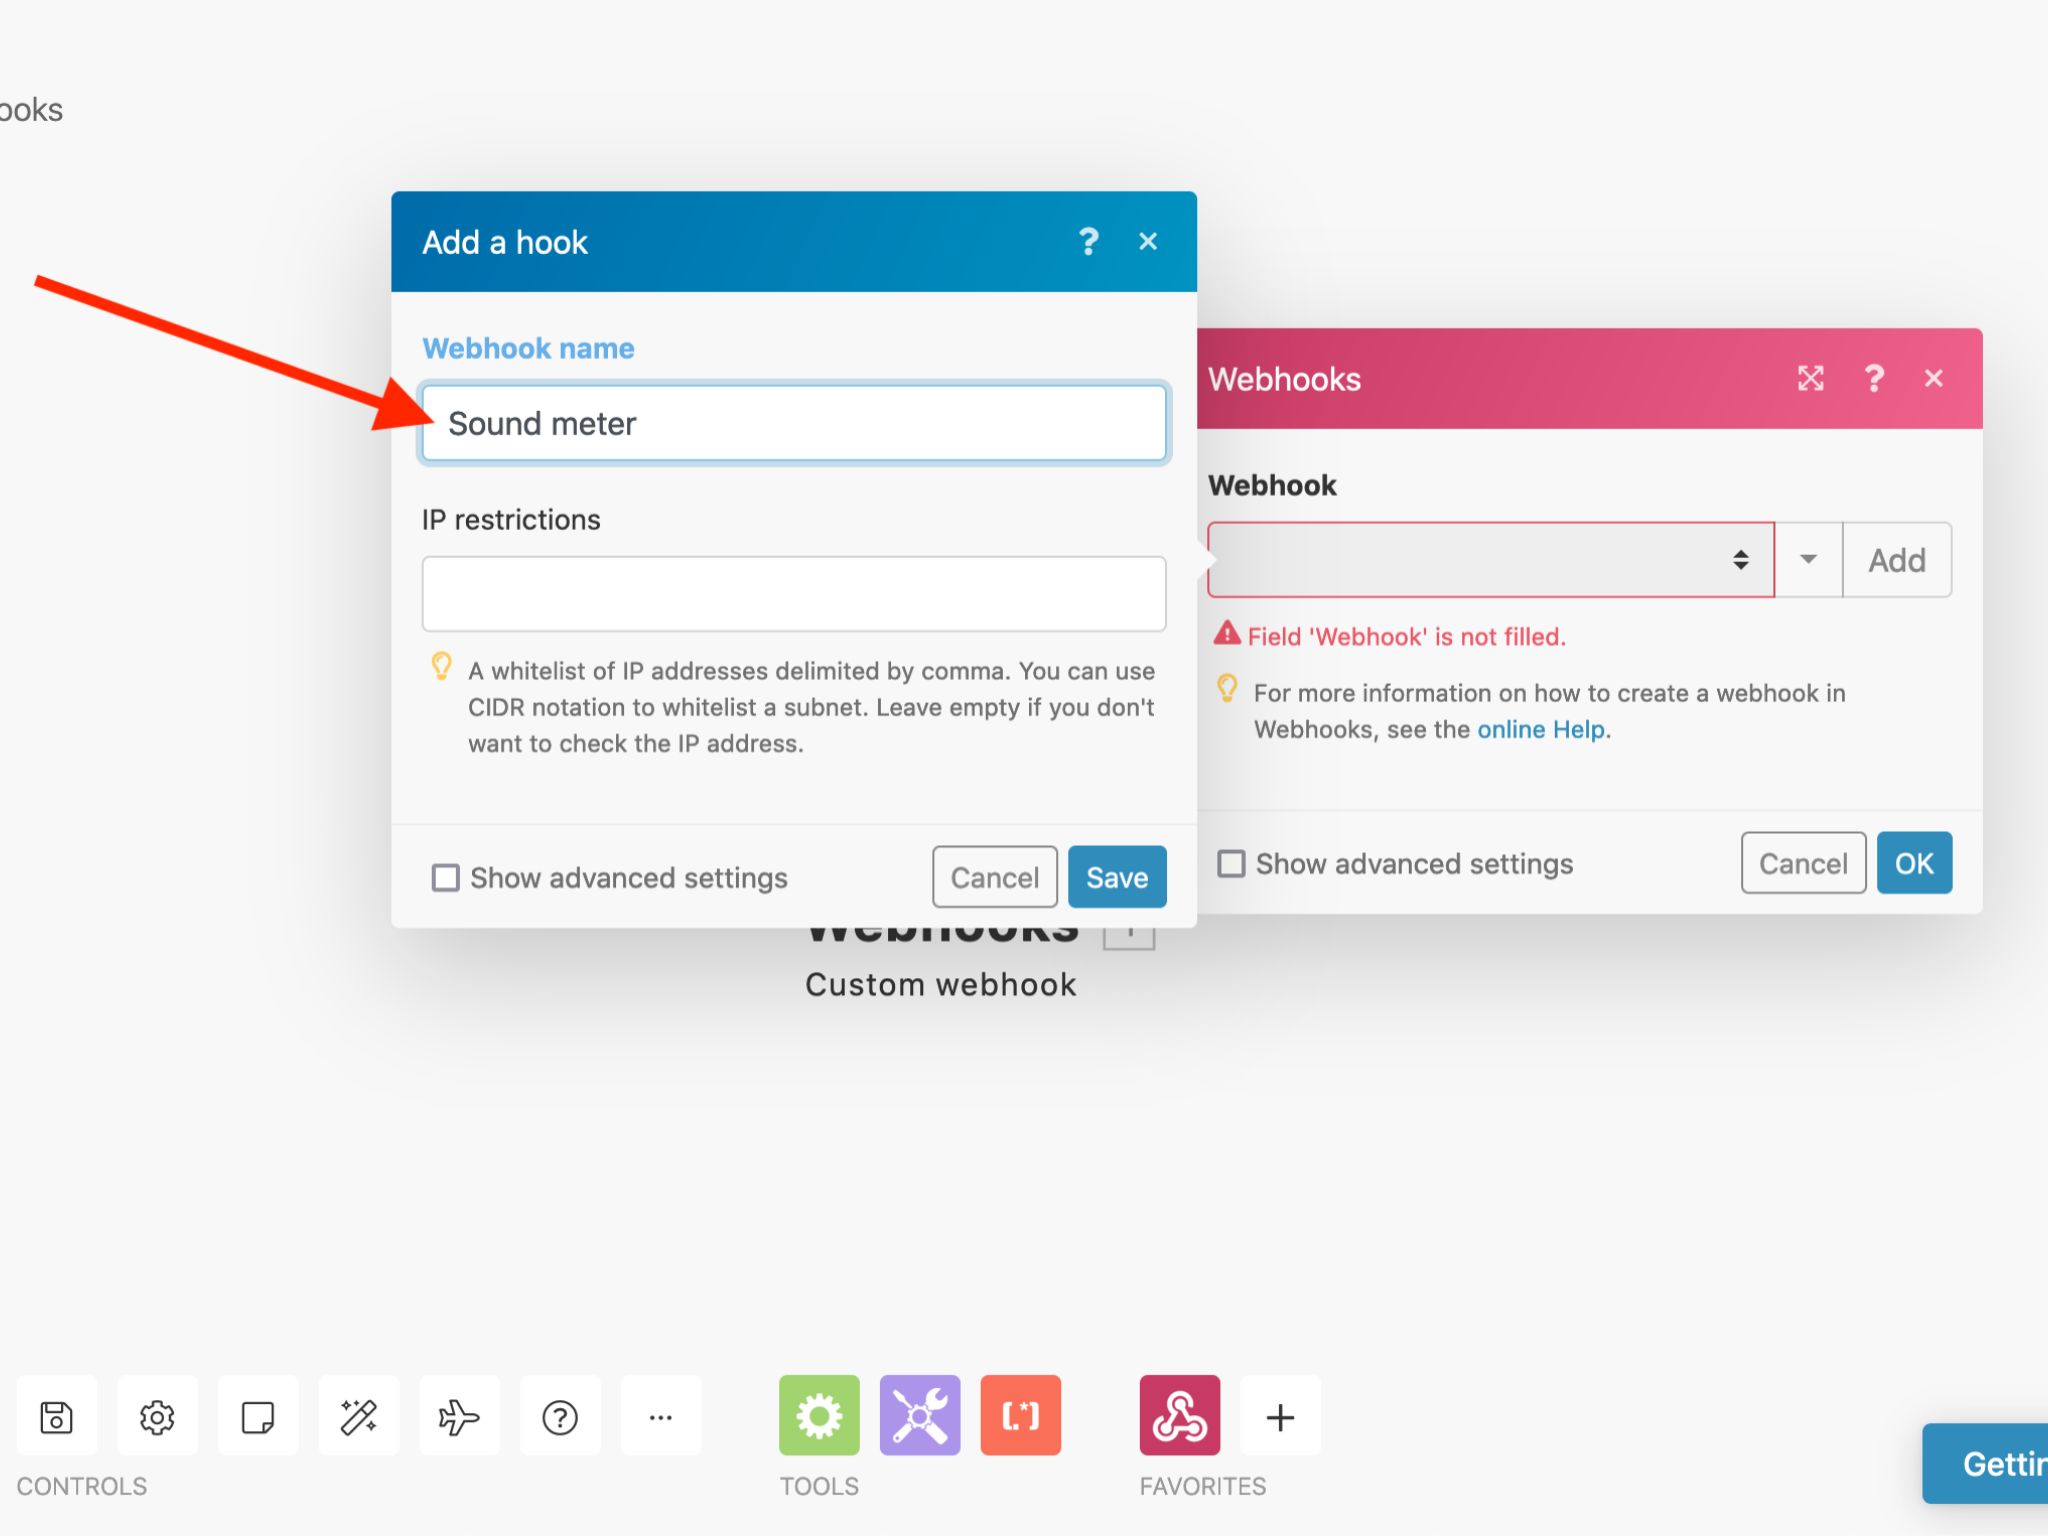 ooks
Add a hook
Webhook name
Sound meter
IP restrictions
A whitelist of IP addresses delimited by comma. You can use
CIDR notation to whitelist a subnet. Leave empty if you don't
want to check the IP address.
Show advanced settings
Cancel
Save
Webhooks
Webhook
Add
Field 'Webhook' is not filled.
For more information on how to create a webhook in
Webhooks, see the online Help.
Show advanced settings
Cancel
OK
Webhooks
Custom webhook
CONTROLS
TOOLS
[.*]
FAVORITES
Gettin